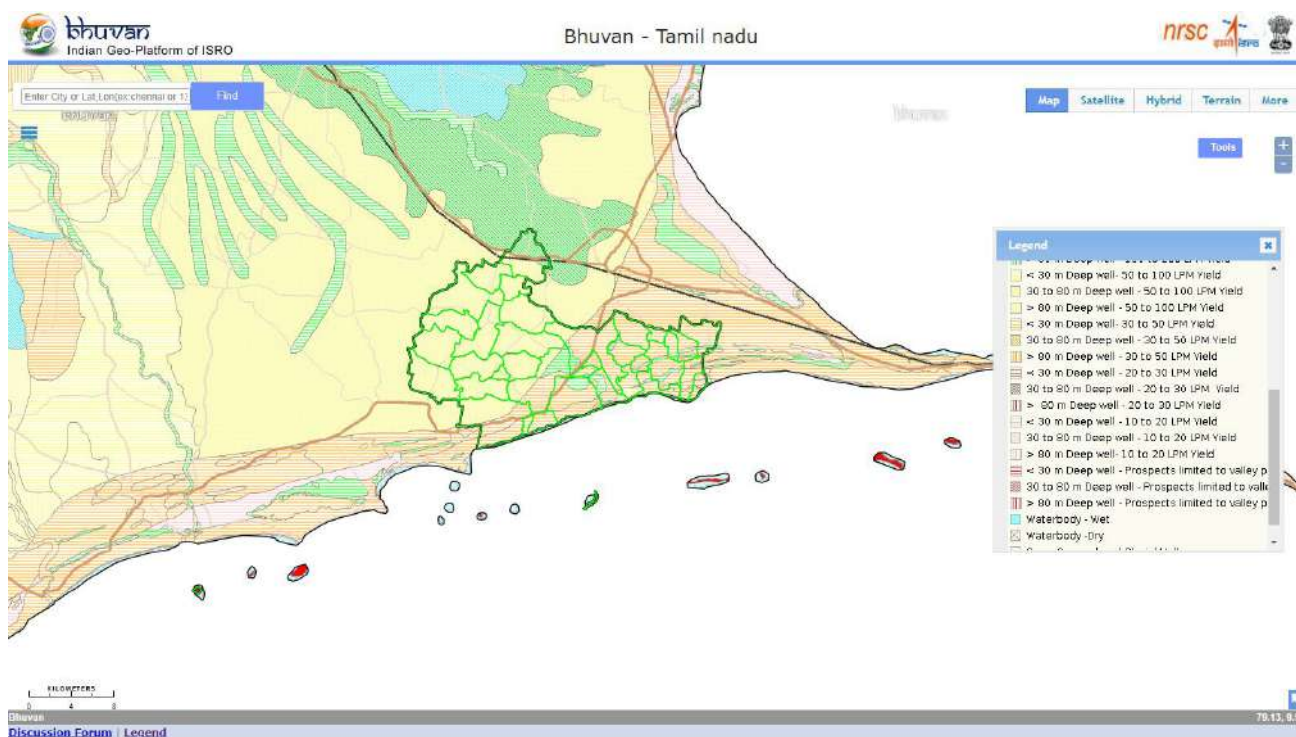 bhuvan
Indian Geo-Platform of ISRO
Bhuvan - Tamil nadu
nrsc
Enter City or Lat,Lon(ex:chennai or 1
Find
bhuvan
Map Satellite Hybrid Terrain More
Tools
+
-
Legend
< 30 m Deep well- 50 to 100 LPM Yield
30 to 80 m Deep well - 50 to 100 LPM Yield
> 80 m Deep well - 50 to 100 LPM Yield
< 30 m Deep well- 30 to 50 LPM Yield
30 to 80 m Deep well - 30 to 50 LPM Yield
> 80 m Deep well - 30 to 50 LPM Yield
< 30 m Deep well - 20 to 30 LPM Yield
30 to 80 m Deep well - 20 to 30 LPM Yield
> 80 m Deep well - 20 to 30 LPM Yield
< 30 m Deep well - 10 to 20 LPM Yield
30 to 80 m Deep well - 10 to 20 LPM Yield
> 80 m Deep well- 10 to 20 LPM Yield
< 30 m Deep well - Prospects limited to valley p
30 to 80 m Deep well - Prospects limited to valle
> 80 m Deep well - Prospects limited to valley p
Waterbody - Wet
Waterbody -Dry
KILOMETERS
0 4 8
Bhuvan
79.13, 9.
Discussion Forum | Legend